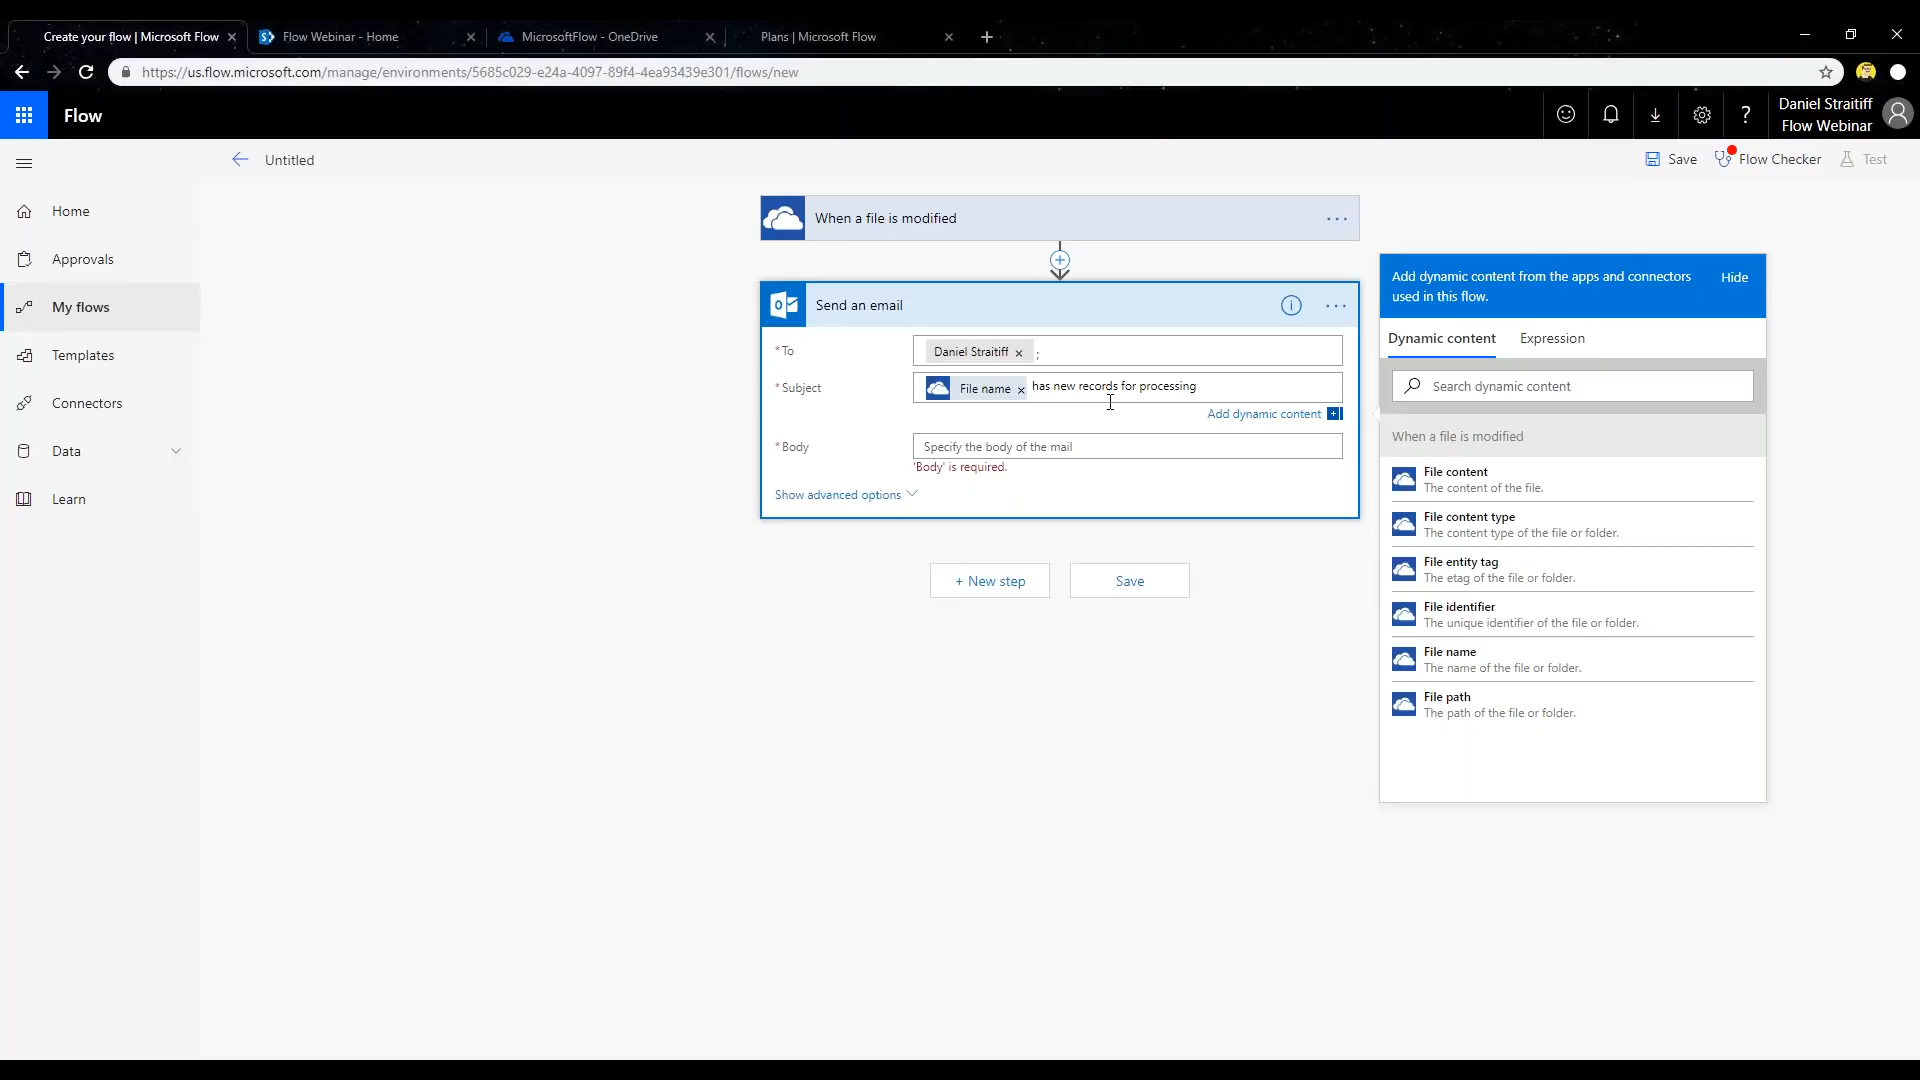 Create your flow | Microsoft Flow
Flow Webinar - Home
MicrosoftFlow - OneDrive
Plans | Microsoft Flow
https://us.flow.microsoft.com/manage/environments/5685c029-e24a-4097-89f4-4ea93439e301/flows/new
Flow
Daniel Straitiff
Flow Webinar
Untitled
Save
Flow Checker
Test
Home
Approvals
My flows
Templates
Connectors
Data
Learn
When a file is modified
Send an email
* To
Daniel Straitiff ;
* Subject
File name has new records for processing
Add dynamic content
* Body
Specify the body of the mail
'Body' is required.
Show advanced options
+ New step
Save
Add dynamic content from the apps and connectors
used in this flow.
Hide
Dynamic content
Expression
Search dynamic content
When a file is modified
File content
The content of the file.
File content type
The content type of the file or folder.
File entity tag
The etag of the file or folder.
File identifier
The unique identifier of the file or folder.
File name
The name of the file or folder.
File path
The path of the file or folder.